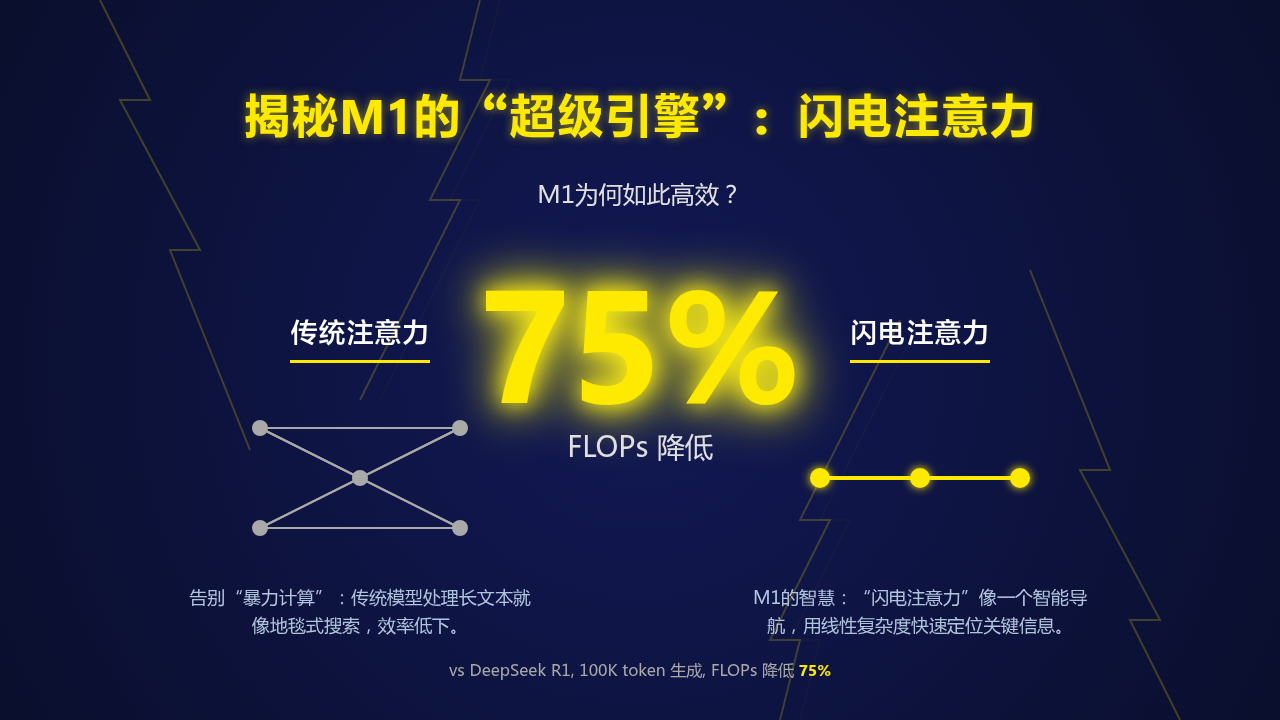 揭秘M1的“超级引擎”：闪电注意力
M1为何如此高效？
75%
FLOPs 降低
传统注意力
告别“暴力计算”：传统模型处理长文本就
像地毯式搜索，效率低下。
闪电注意力
M1的智慧：“闪电注意力”像一个智能导
航，用线性复杂度快速定位关键信息。
vs DeepSeek R1, 100K token 生成, FLOPs 降低 75%